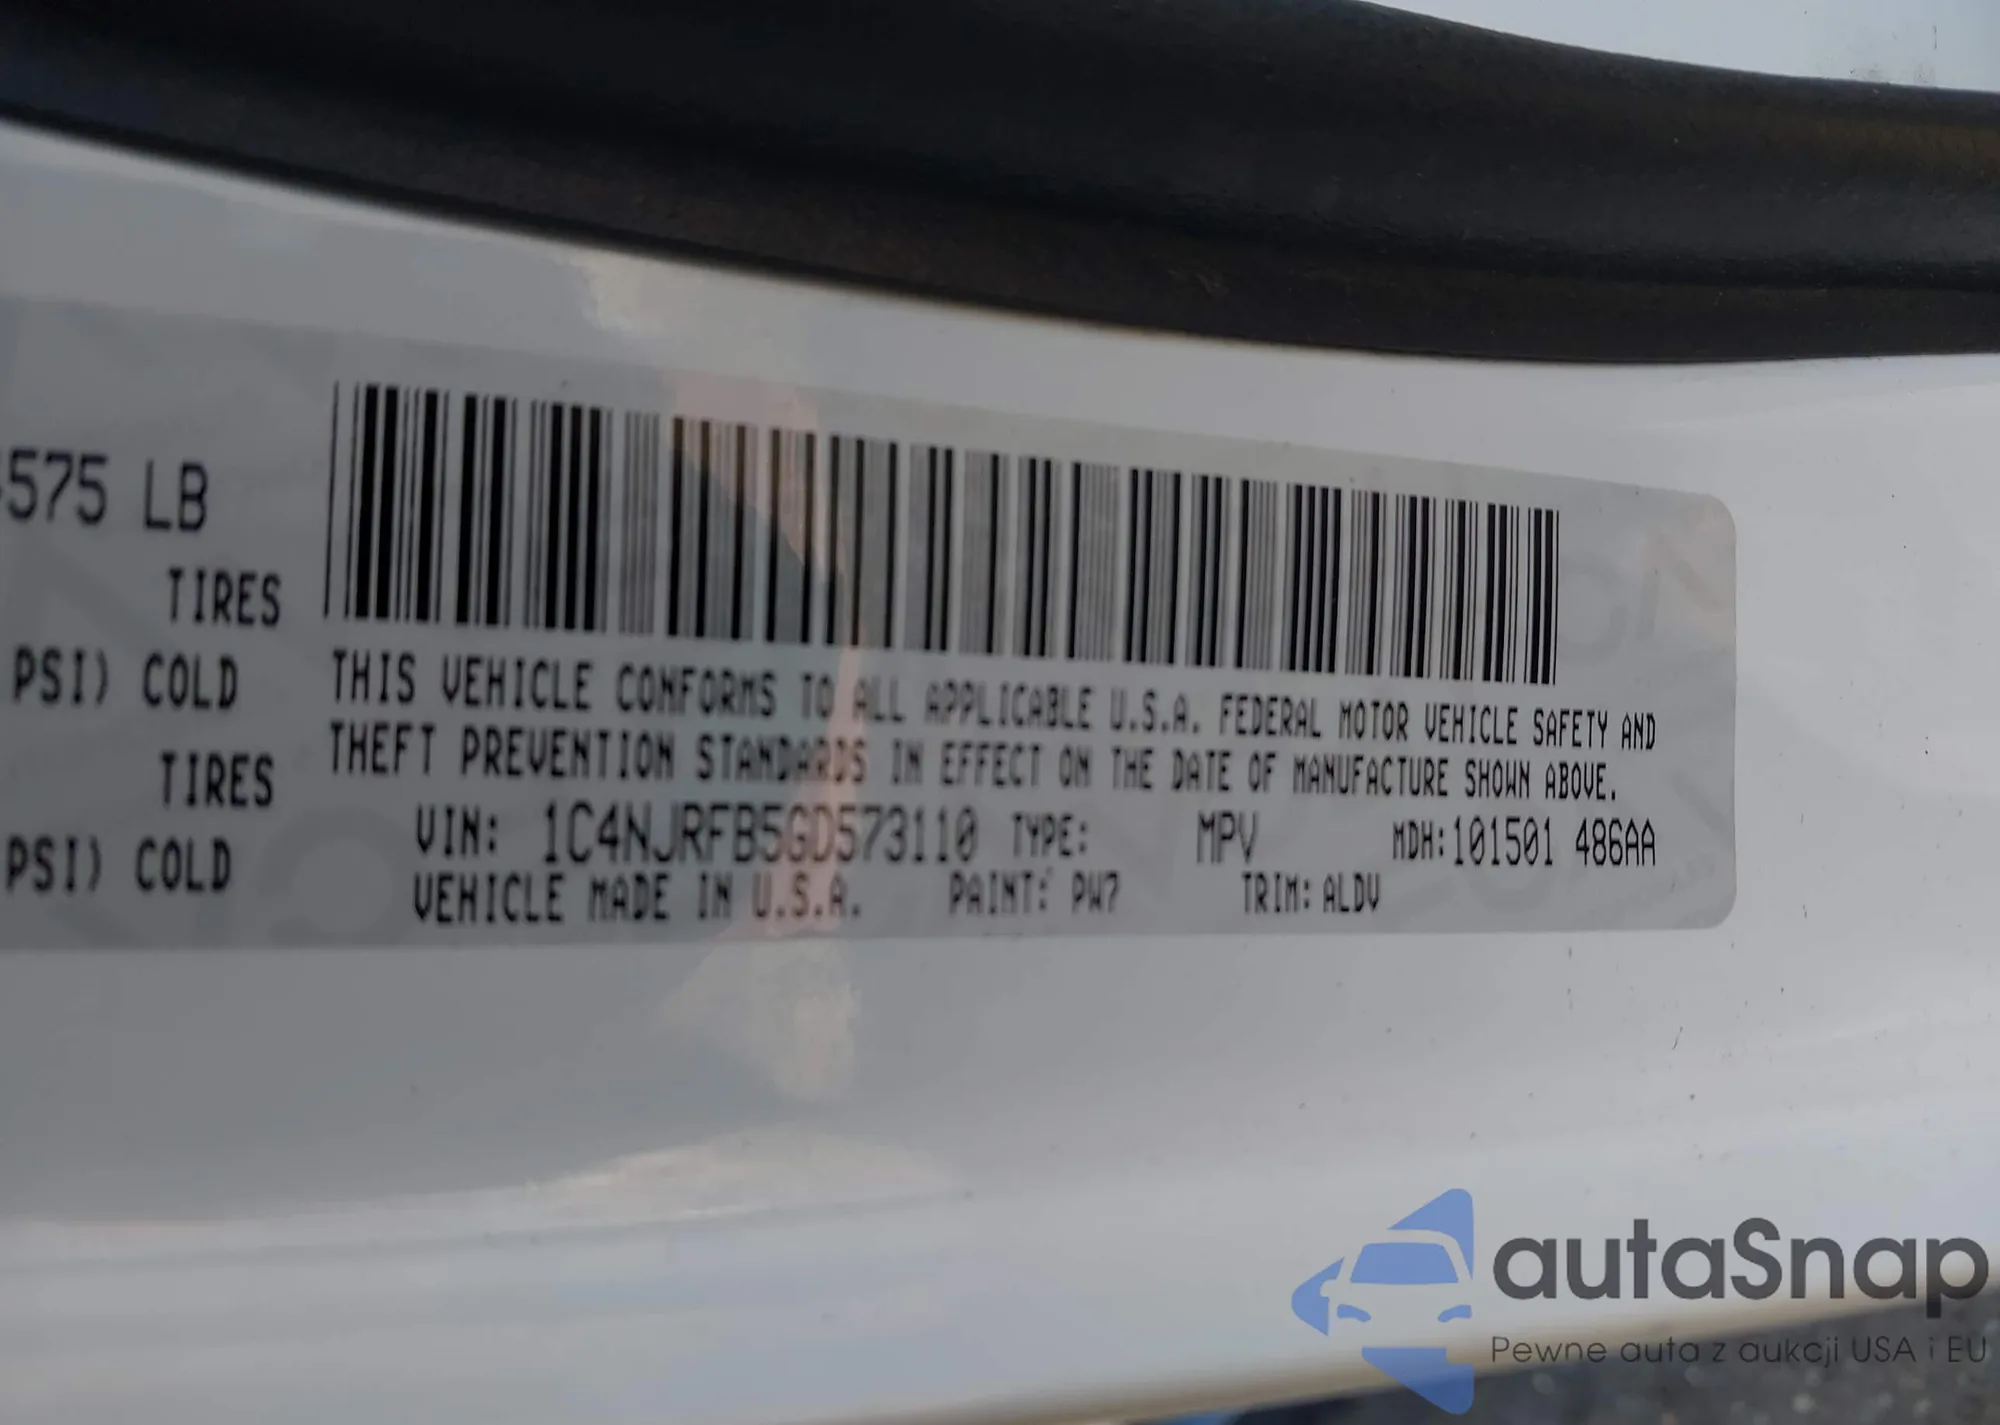 575 LB
TIRES
PSI) COLD
TIRES
PSI) COLD
THIS VEHICLE CONFORMS TO ALL APPLICABLE U.S.A. FEDERAL MOTOR VEHICLE SAFETY AND
THEFT PREVENTION STANDARDS IN EFFECT ON THE DATE OF MANUFACTURE SHOWN ABOVE.
VIN: 1C4NJRFB5GD573110 TYPE: MPV MDH:101501 486AA
VEHICLE MADE IN U.S.A. PAINT: PW7 TRIM: ALDV
autaSnap
Pewne auta z aukcji USA i EU